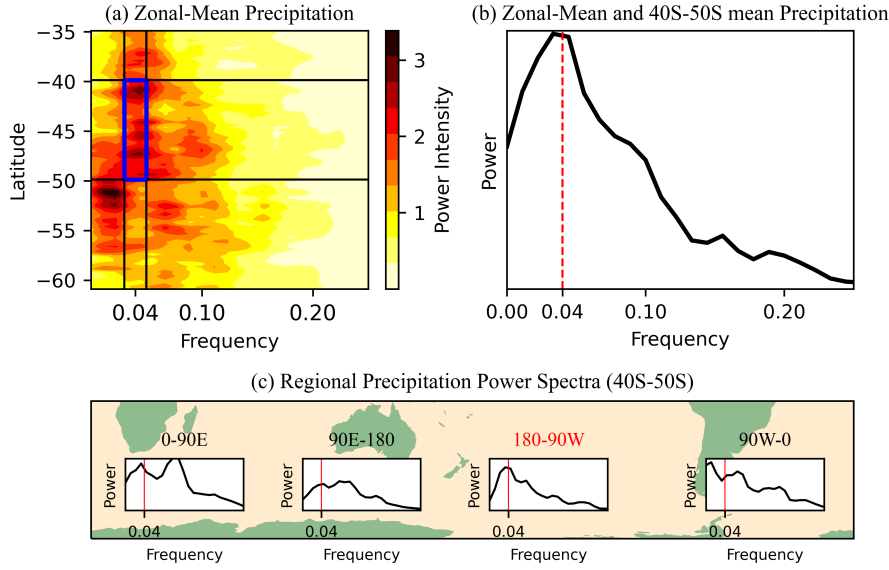 (a) Zonal-Mean Precipitation
−35
−40
−45
−50
−55
−60
Latitude
0.04
0.10
0.20
Frequency
3
2
1
Power Intensity
(b) Zonal-Mean and 40S-50S mean Precipitation
Power
0.00
0.04
0.10
0.20
Frequency
(c) Regional Precipitation Power Spectra (40S-50S)
0-90E
Power
0.04
Frequency
90E-180
Power
0.04
Frequency
180-90W
Power
0.04
Frequency
90W-0
Power
0.04
Frequency